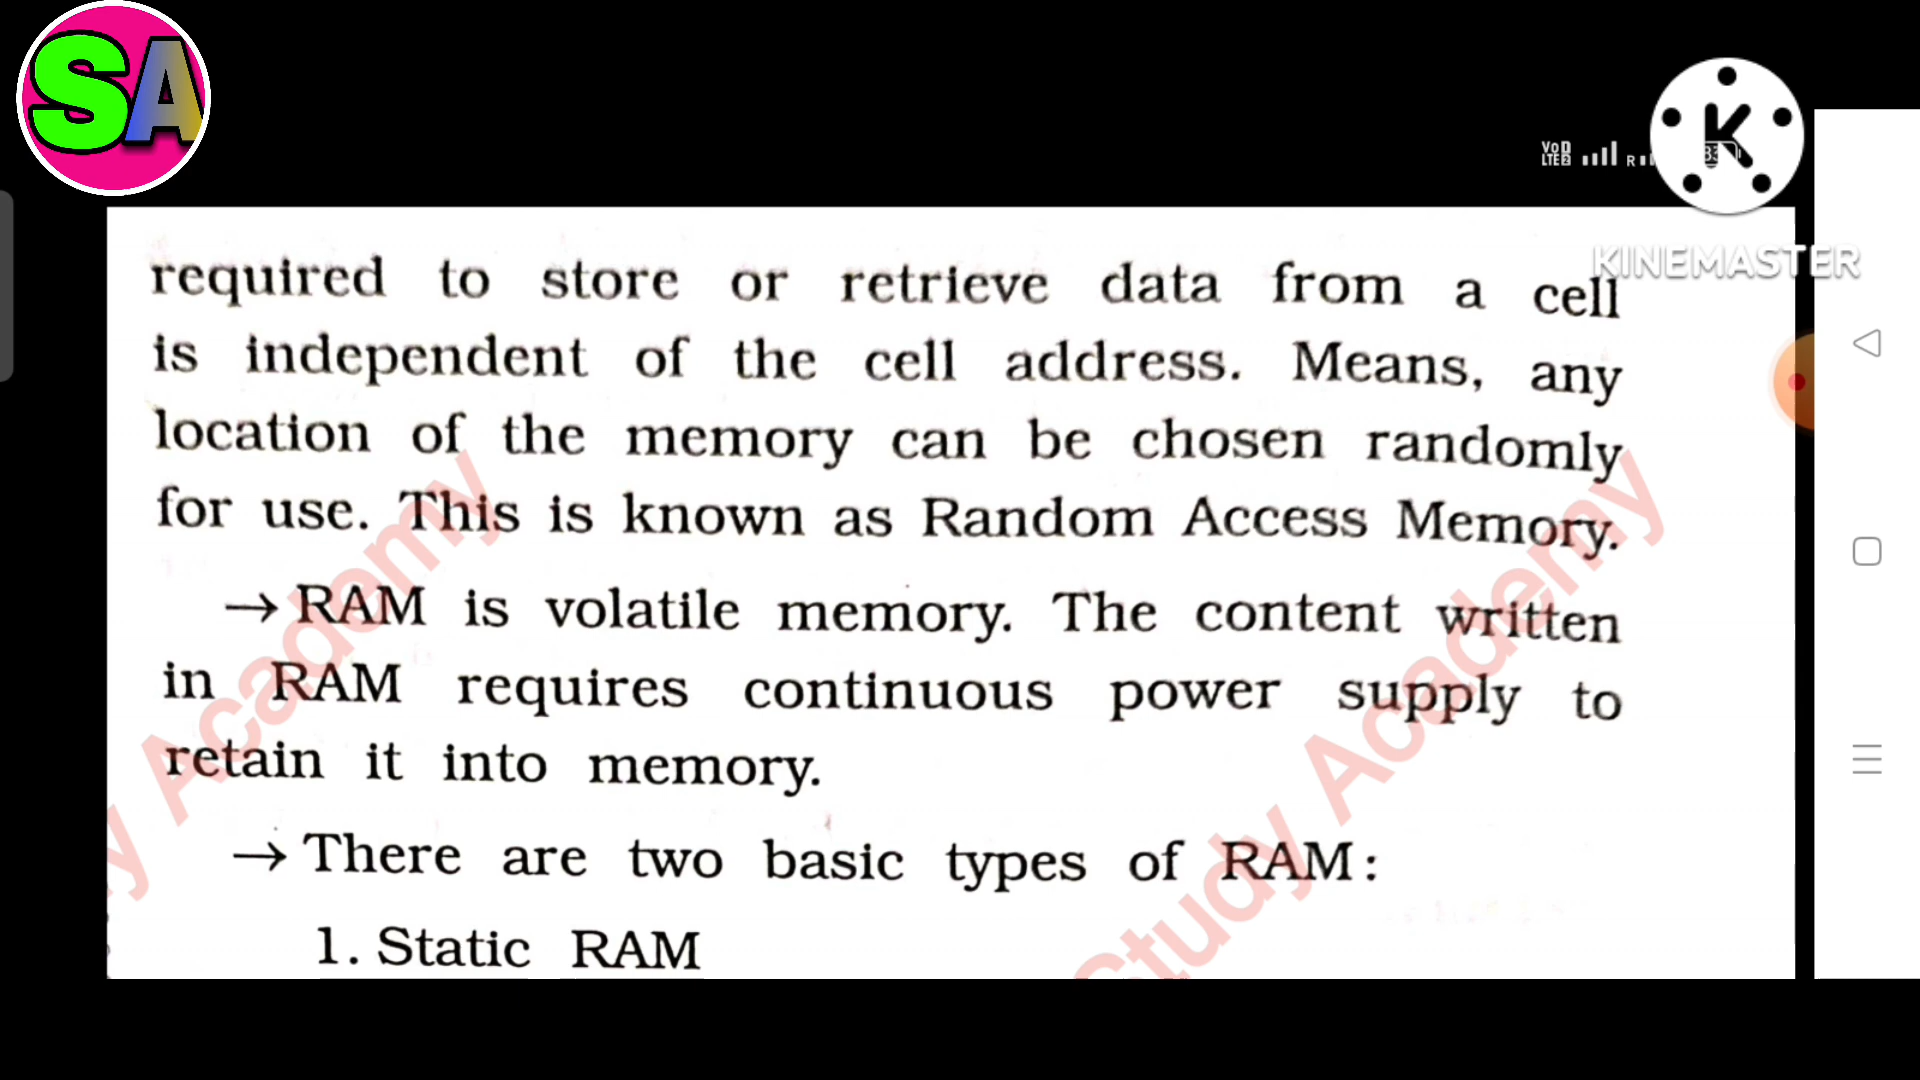 SA
VoD
LTE2
R
K
KINEMASTER
required to store or retrieve data from a cell
is independent of the cell address. Means, any
location of the memory can be chosen randomly
for use. This is known as Random Access Memory.
→ RAM is volatile memory. The content written
in RAM requires continuous power supply to
retain it into memory.
→ There are two basic types of RAM:
1. Static RAM
y Academy
Study Academy